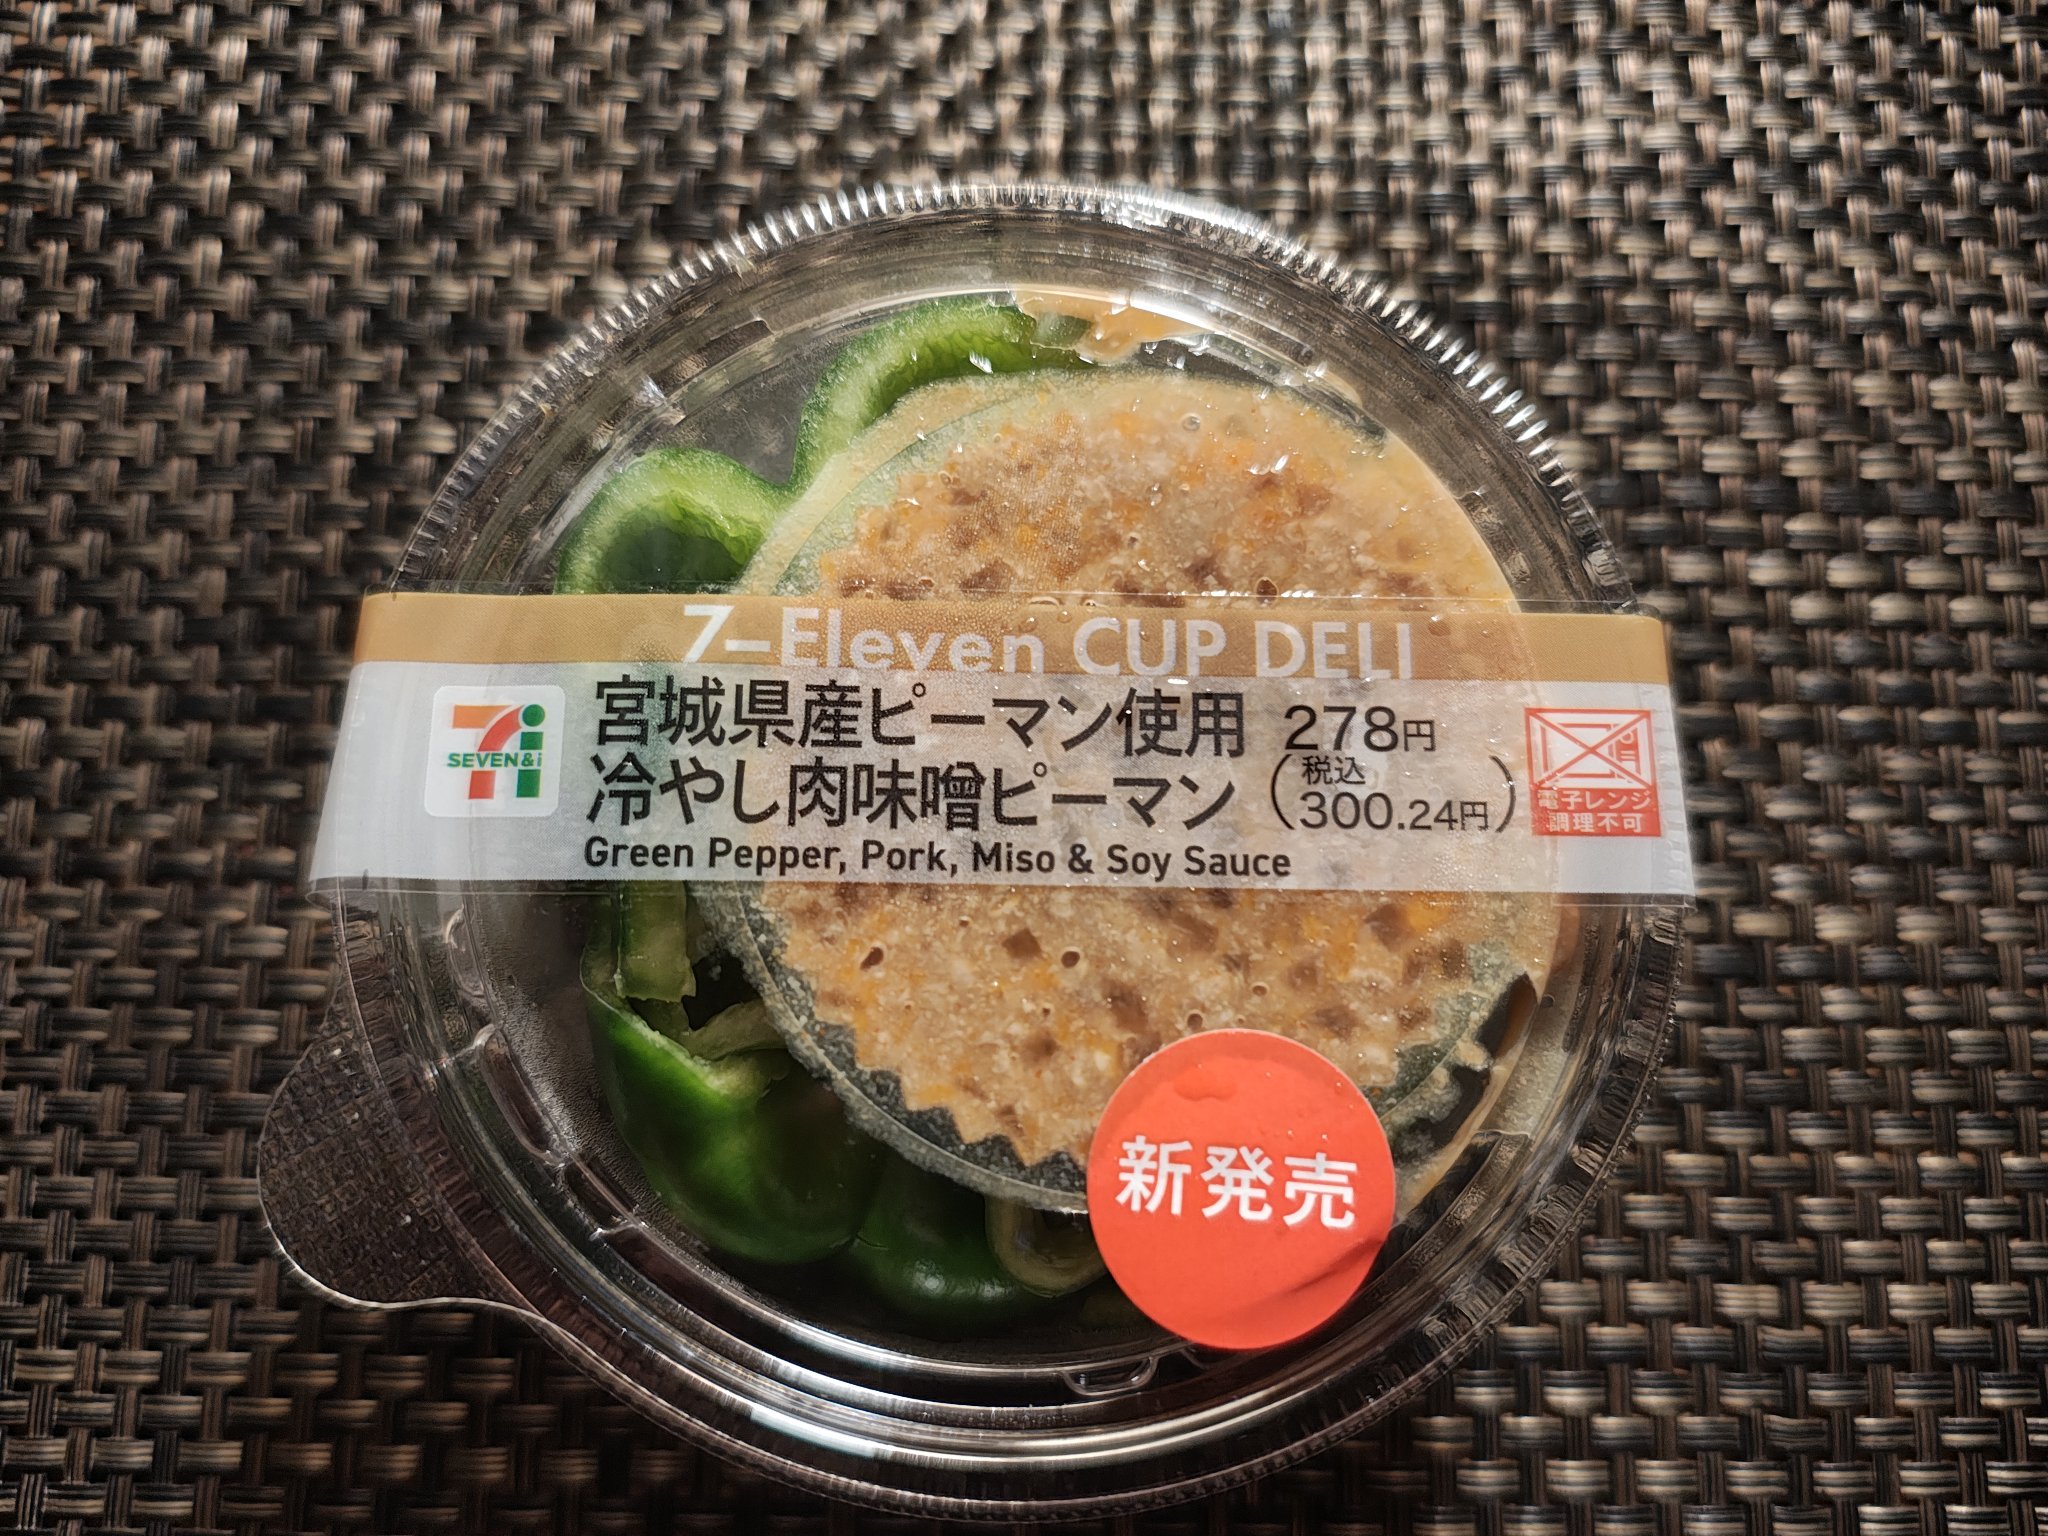 7-Eleven CUP DELI
SEVEN&i
宮城県産ピーマン使用
冷やし肉味噌ピーマン
Green Pepper, Pork, Miso & Soy Sauce
278円
(税込
300.24円)
電子レンジ
調理不可
新発売